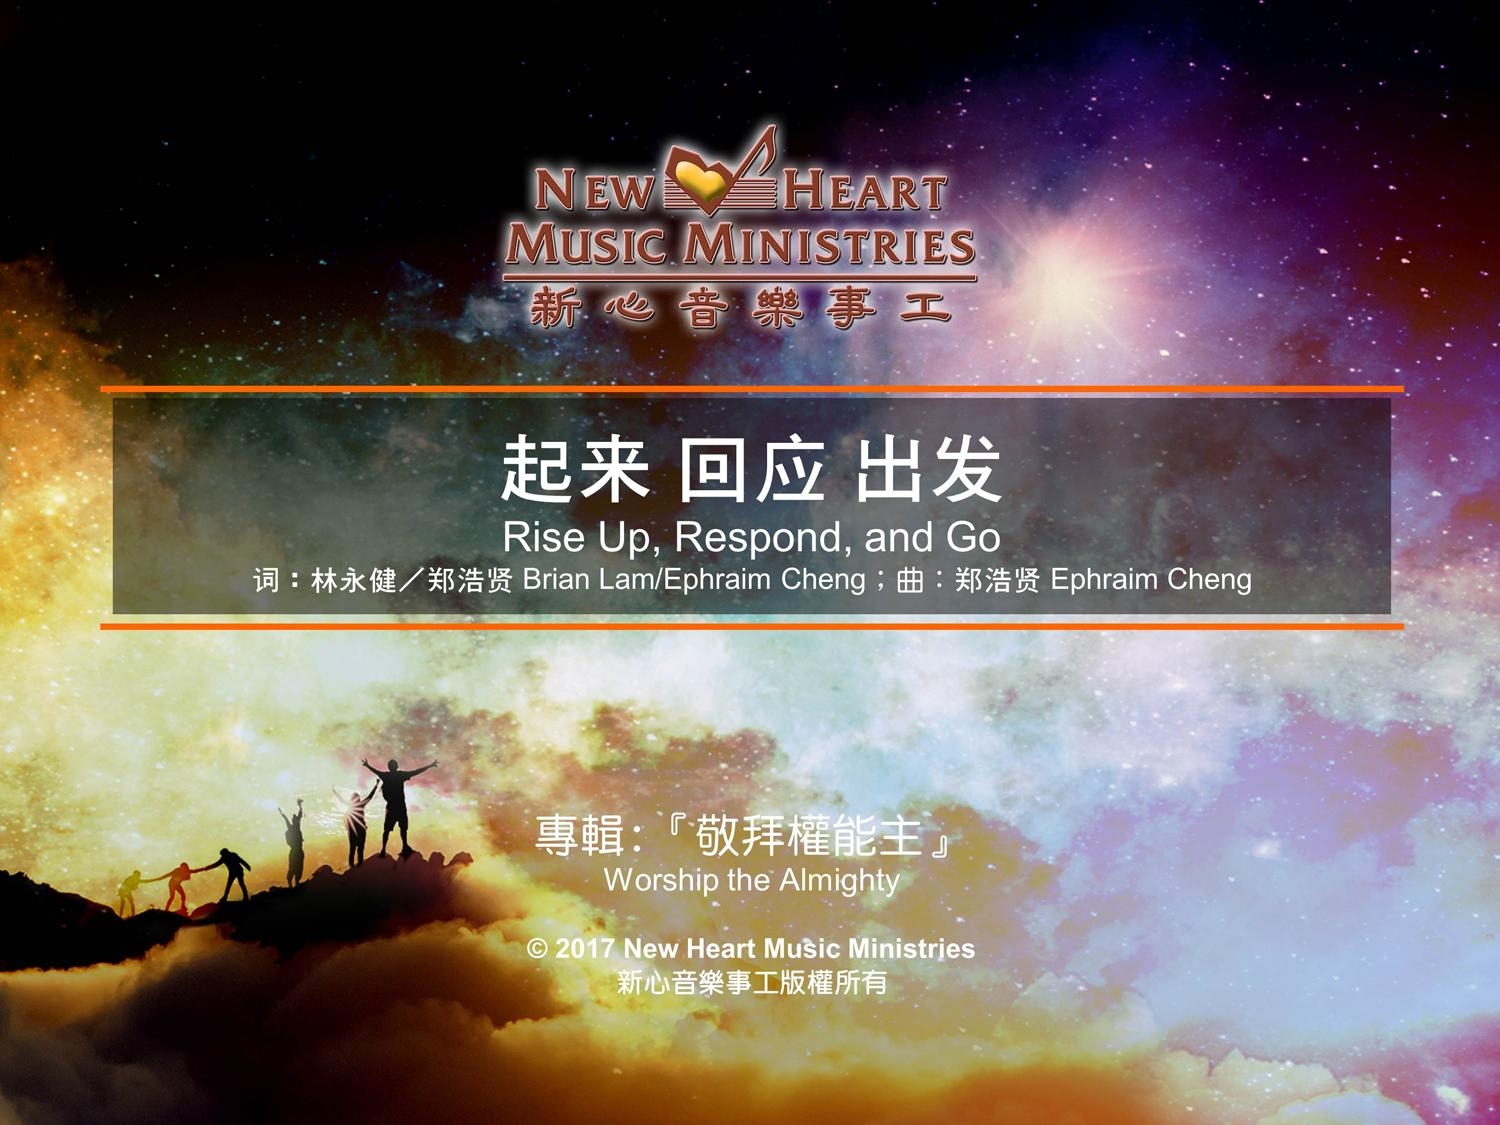 NEW HEART
MUSIC MINISTRIES
新心音樂事工
起来 回应 出发
Rise Up, Respond, and Go
词：林永健／郑浩贤 Brian Lam/Ephraim Cheng；曲：郑浩贤 Ephraim Cheng
專輯：『敬拜權能主』
Worship the Almighty
© 2017 New Heart Music Ministries
新心音樂事工版權所有